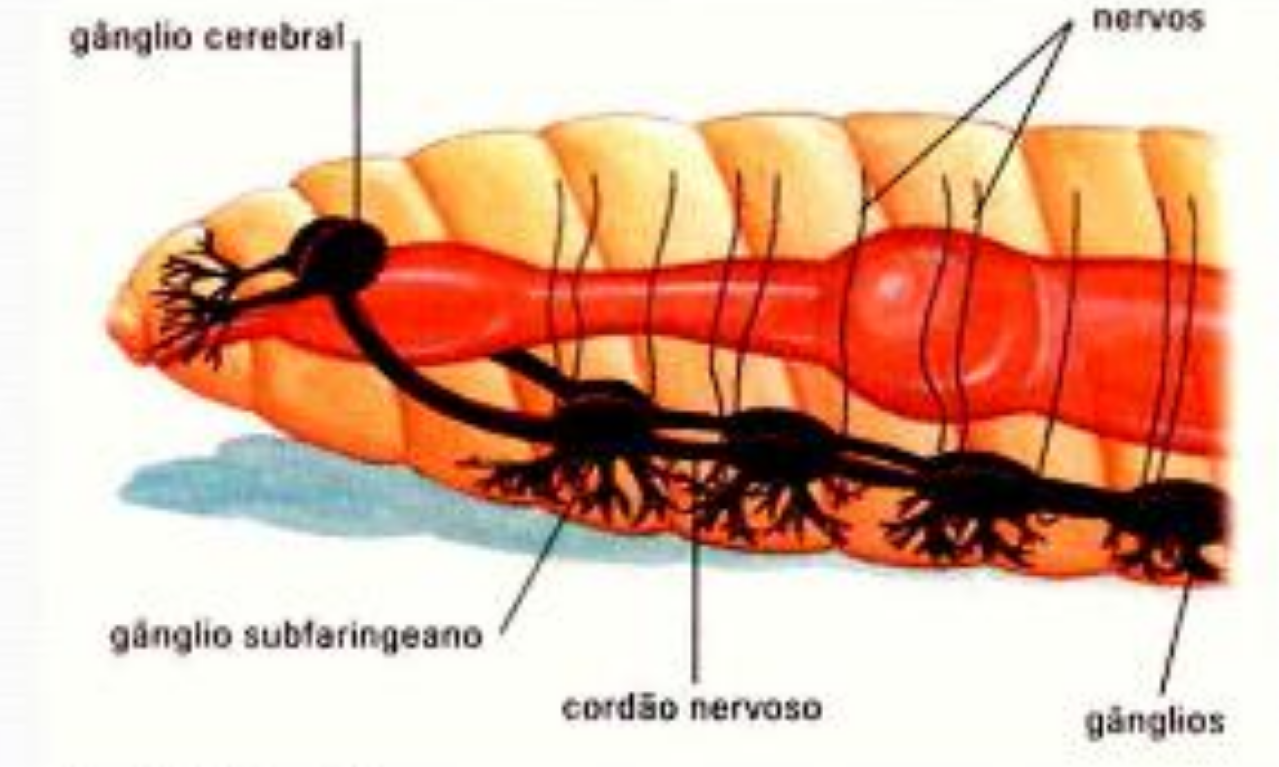 gânglio cerebral
nervos
gânglio subfaringeano
cordão nervoso
gânglios